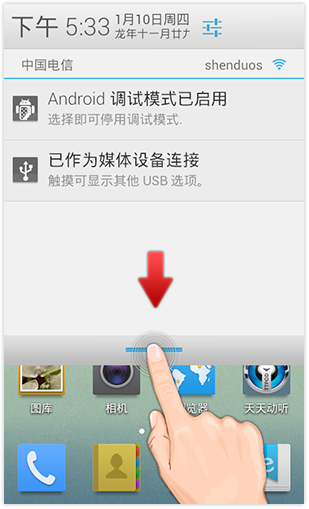 下午 5:33
1月10日周四
龙年十一月廿
中国电信 shenduos
Android 调试模式已启用
选择即可停用调试模式.
已作为媒体设备连接
触摸可显示其他 USB 选项。
图库 相机 览器 天天动听